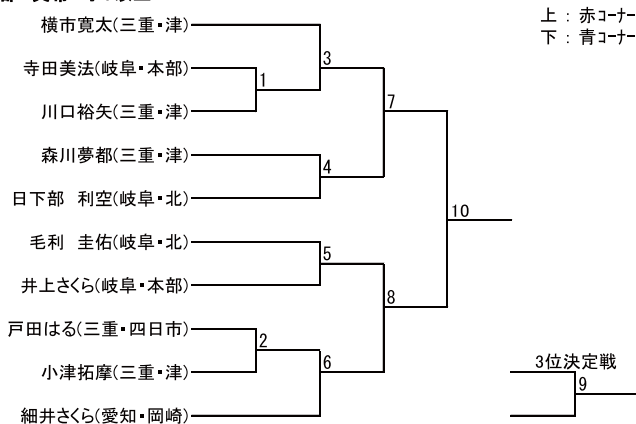 上 : 赤コーナー
下 : 青コーナー
横市寛太(三重・津)
寺田美法(岐阜・本部)
川口裕矢(三重・津)
森川夢都(三重・津)
日下部　利空(岐阜・北)
毛利　圭佑(岐阜・北)
井上さくら(岐阜・本部)
戸田はる(三重・四日市)
小津拓摩(三重・津)
細井さくら(愛知・岡崎)
1
2
3
4
5
6
7
8
10
3位決定戦
9